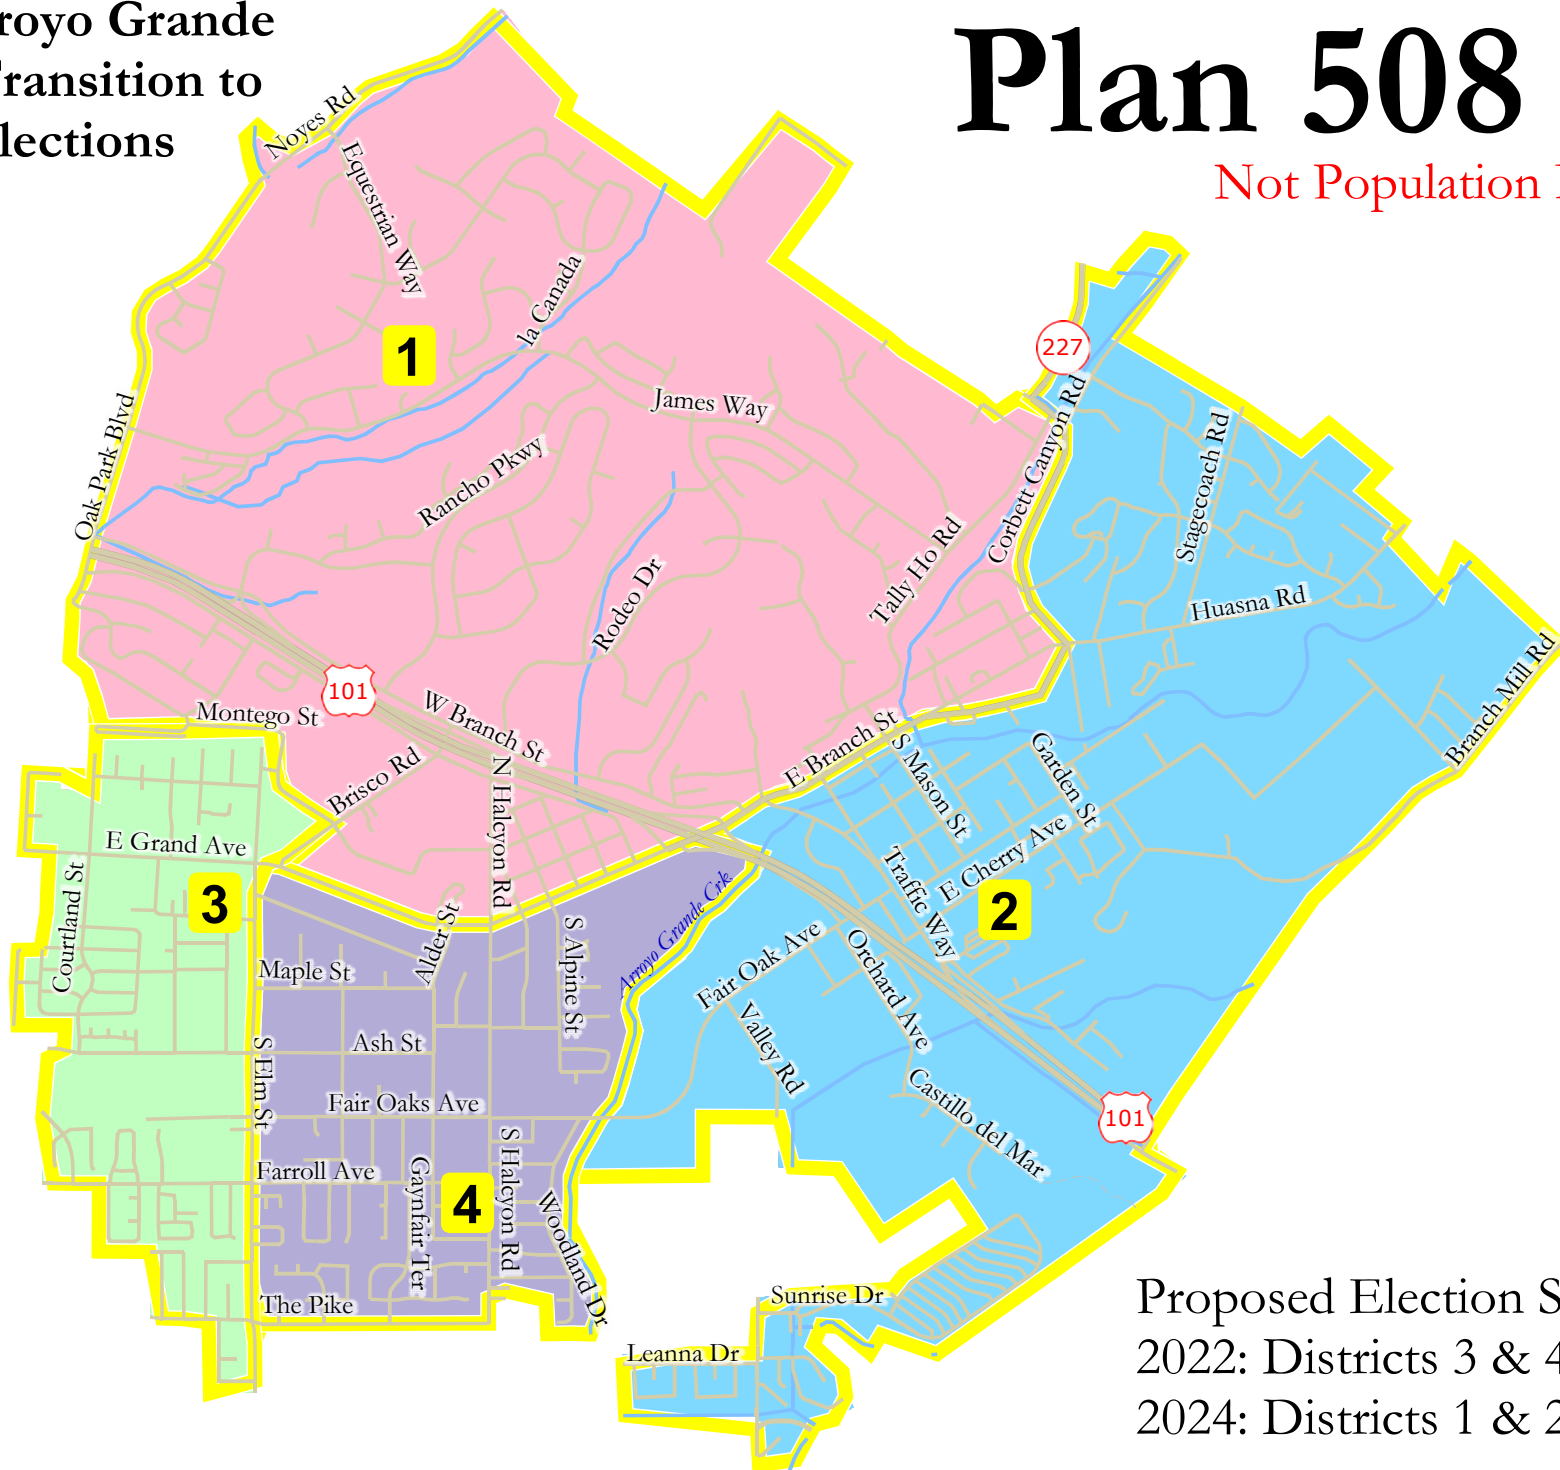 royo Grande
Transition to
lections
Plan 508
Not Population
Noyes Rd
Equestrian Way
la Canada
227
1
James Way
Oak Park Blvd
Rancho Pkwy
Corbett Canyon Rd
Stagecoach Rd
Tally Ho Rd
Rodeo Dr
Huasna Rd
Branch Mill Rd
101
Montego St
W Branch St
E Branch St
S Mason St
Garden St
Brisco Rd
N Halcyon Rd
E Grand Ave
E Cherry Ave
Traffic Way
3
2
Courtland St
Alder St
S Alpine St
Arroyo Grande Crk
Fair Oak Ave
Orchard Ave
Maple St
Valley Rd
Ash St
S Elm St
Fair Oaks Ave
Castillo del Mar
101
Farroll Ave
Gaynfair Ter
4
S Halcyon Rd
Woodland Dr
The Pike
Sunrise Dr
Leanna Dr
Proposed Election S
2022: Districts 3 & 4
2024: Districts 1 & 2